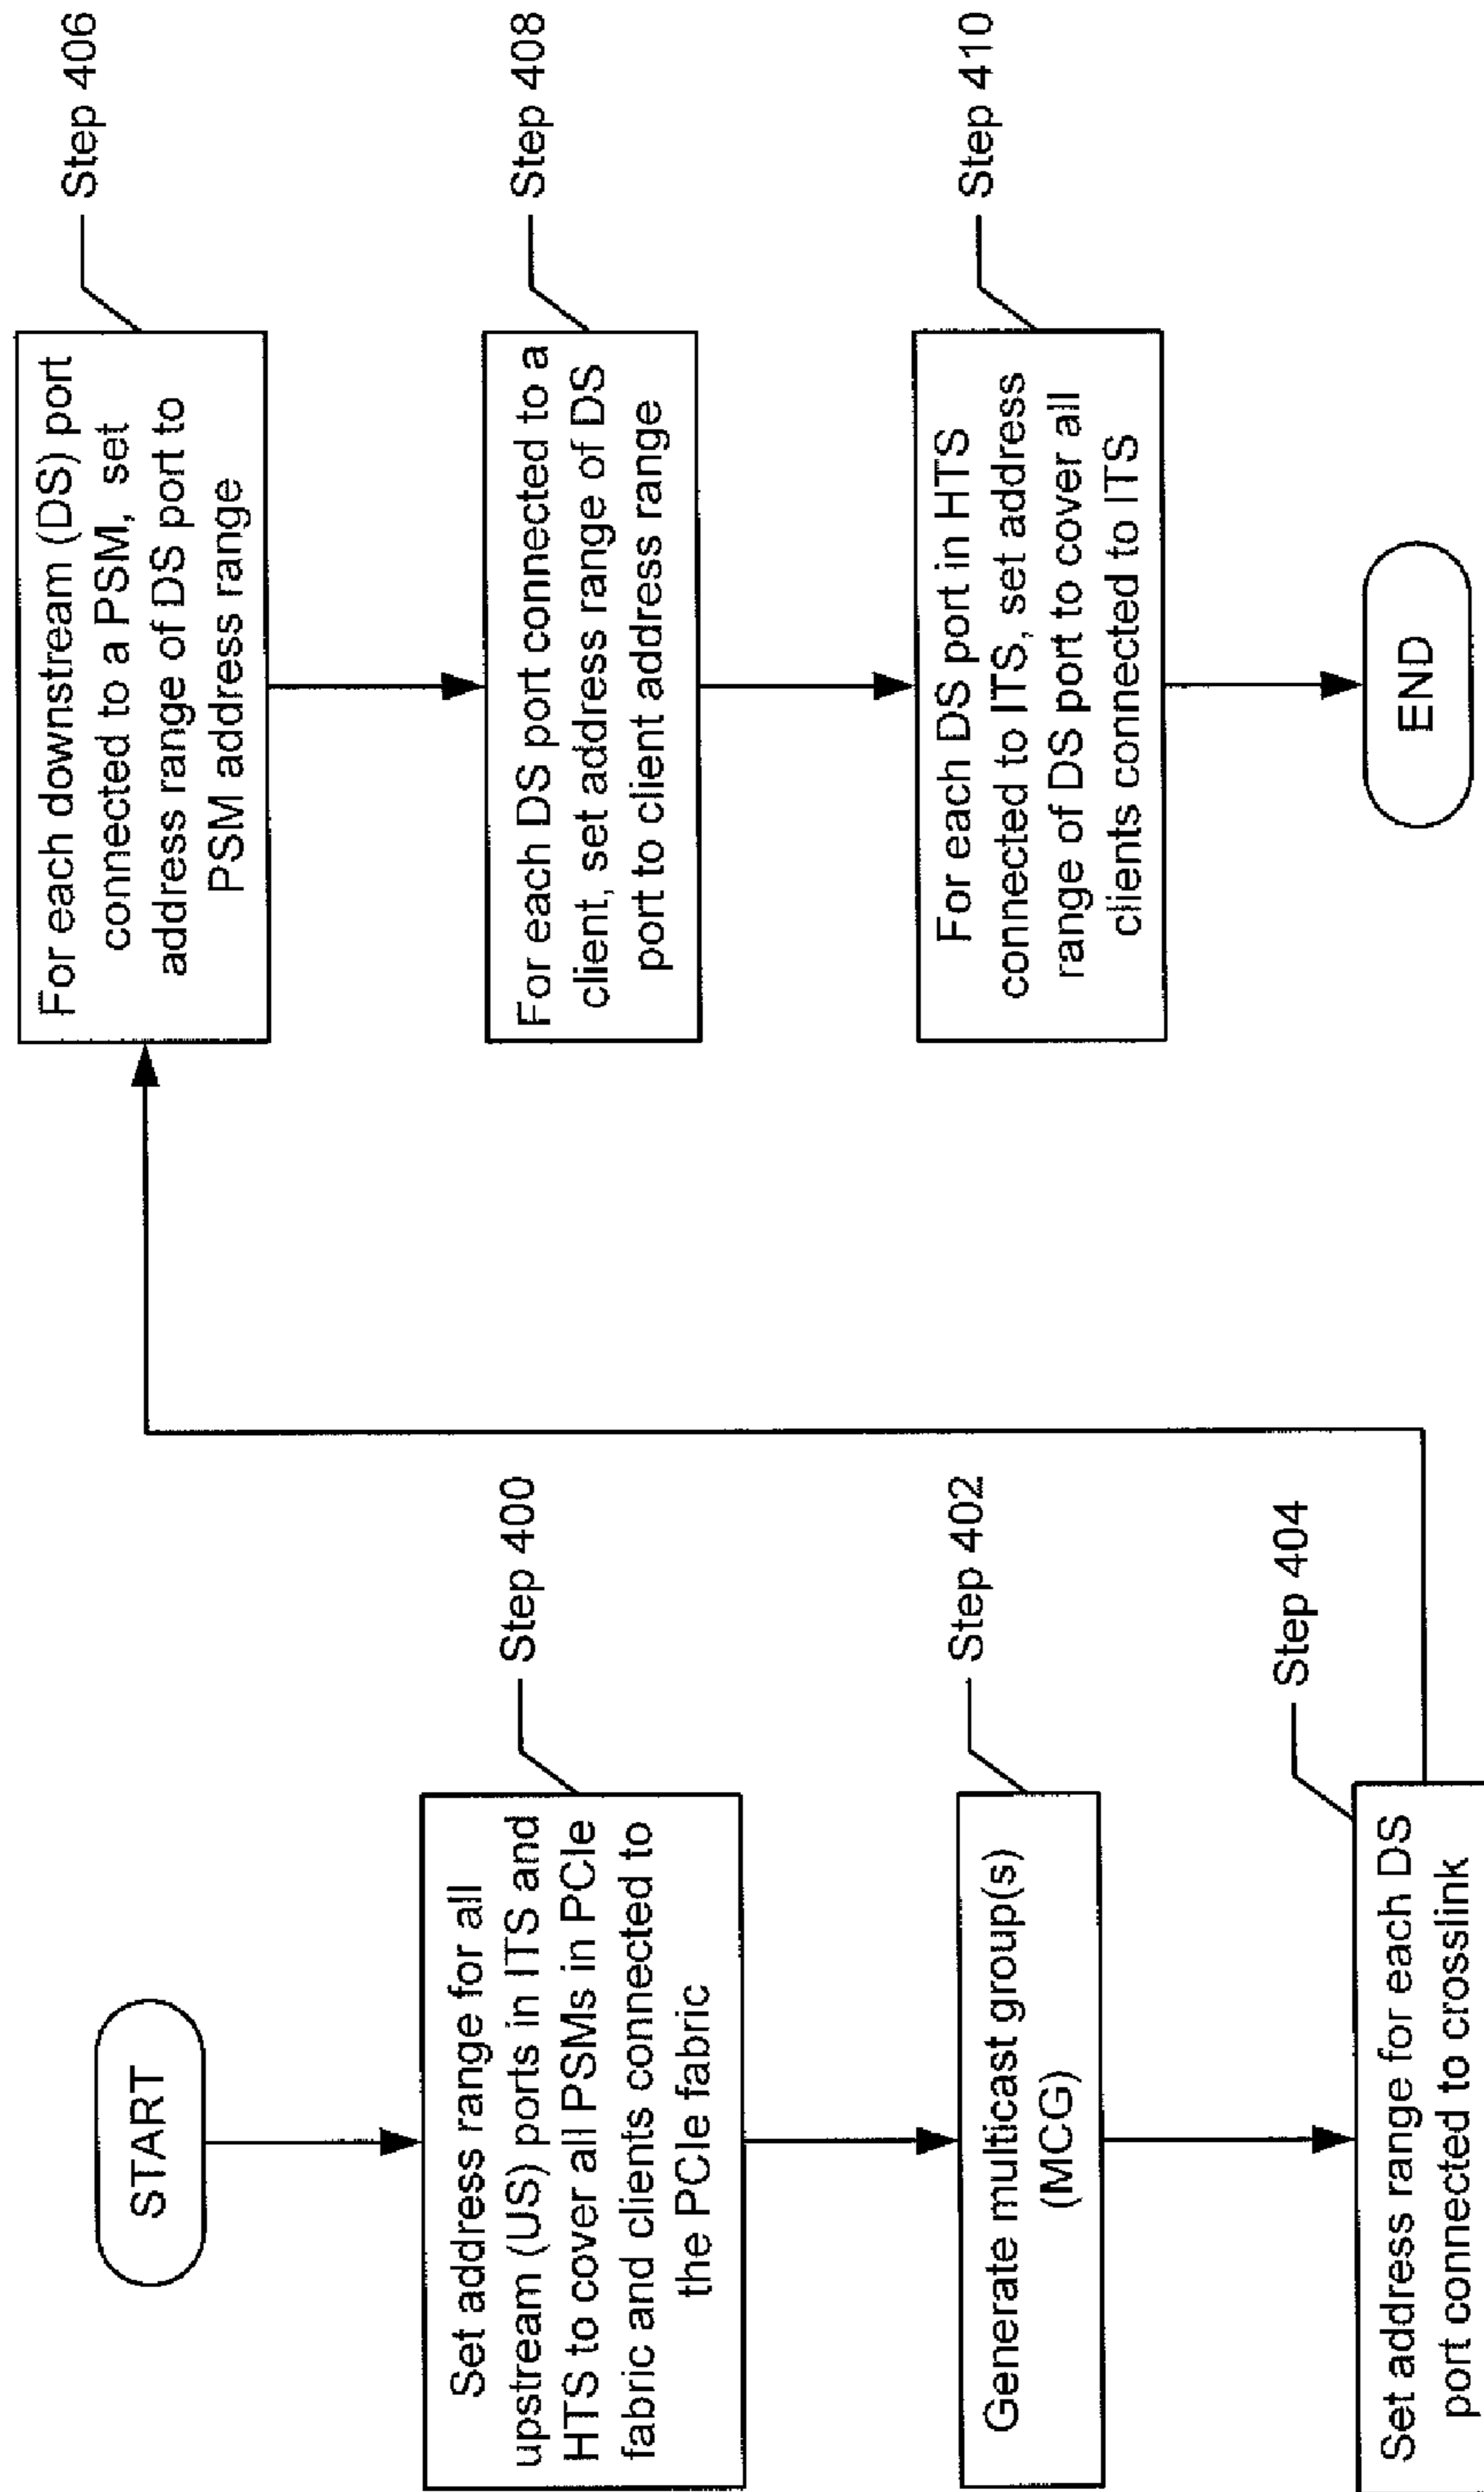 START
Set address range for all
upstream (US) ports in ITS and
HTS to cover all PSMs in PCIe
fabric and clients connected to
the PCIe fabric
Step 400
Generate multicast group(s)
(MCG)
Step 402
Set address range for each DS
port connected to crosslink
Step 404
For each downstream (DS) port
connected to a PSM, set
address range of DS port to
PSM address range
Step 406
For each DS port connected to a
client, set address range of DS
port to client address range
Step 408
For each DS port in HTS
connected to ITS, set address
range of DS port to cover all
clients connected to ITS
Step 410
END